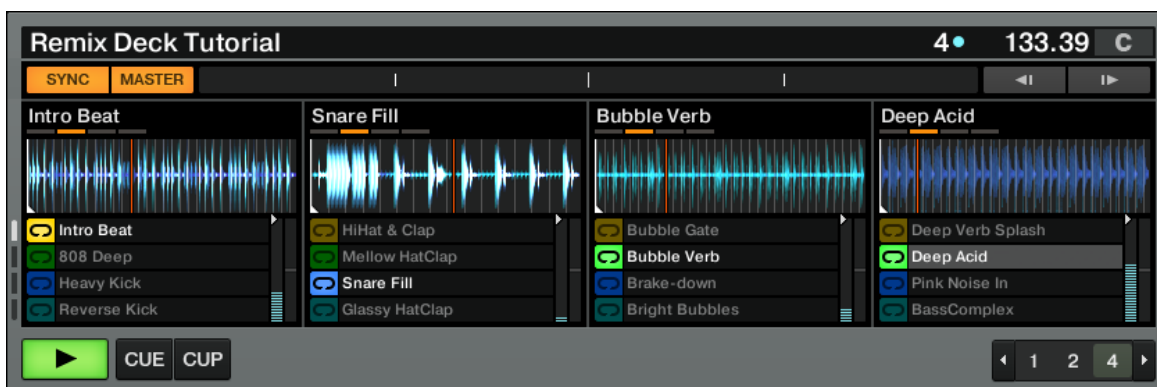 Remix Deck Tutorial 4 133.39 C
SYNC MASTER
Intro Beat Snare Fill Bubble Verb Deep Acid
Intro Beat HiHat & Clap Bubble Gate Deep Verb Splash
808 Deep Mellow HatClap Bubble Verb Deep Acid
Heavy Kick Snare Fill Brake-down Pink Noise In
Reverse Kick Glassy HatClap Bright Bubbles BassComplex
CUE CUP 1 2 4